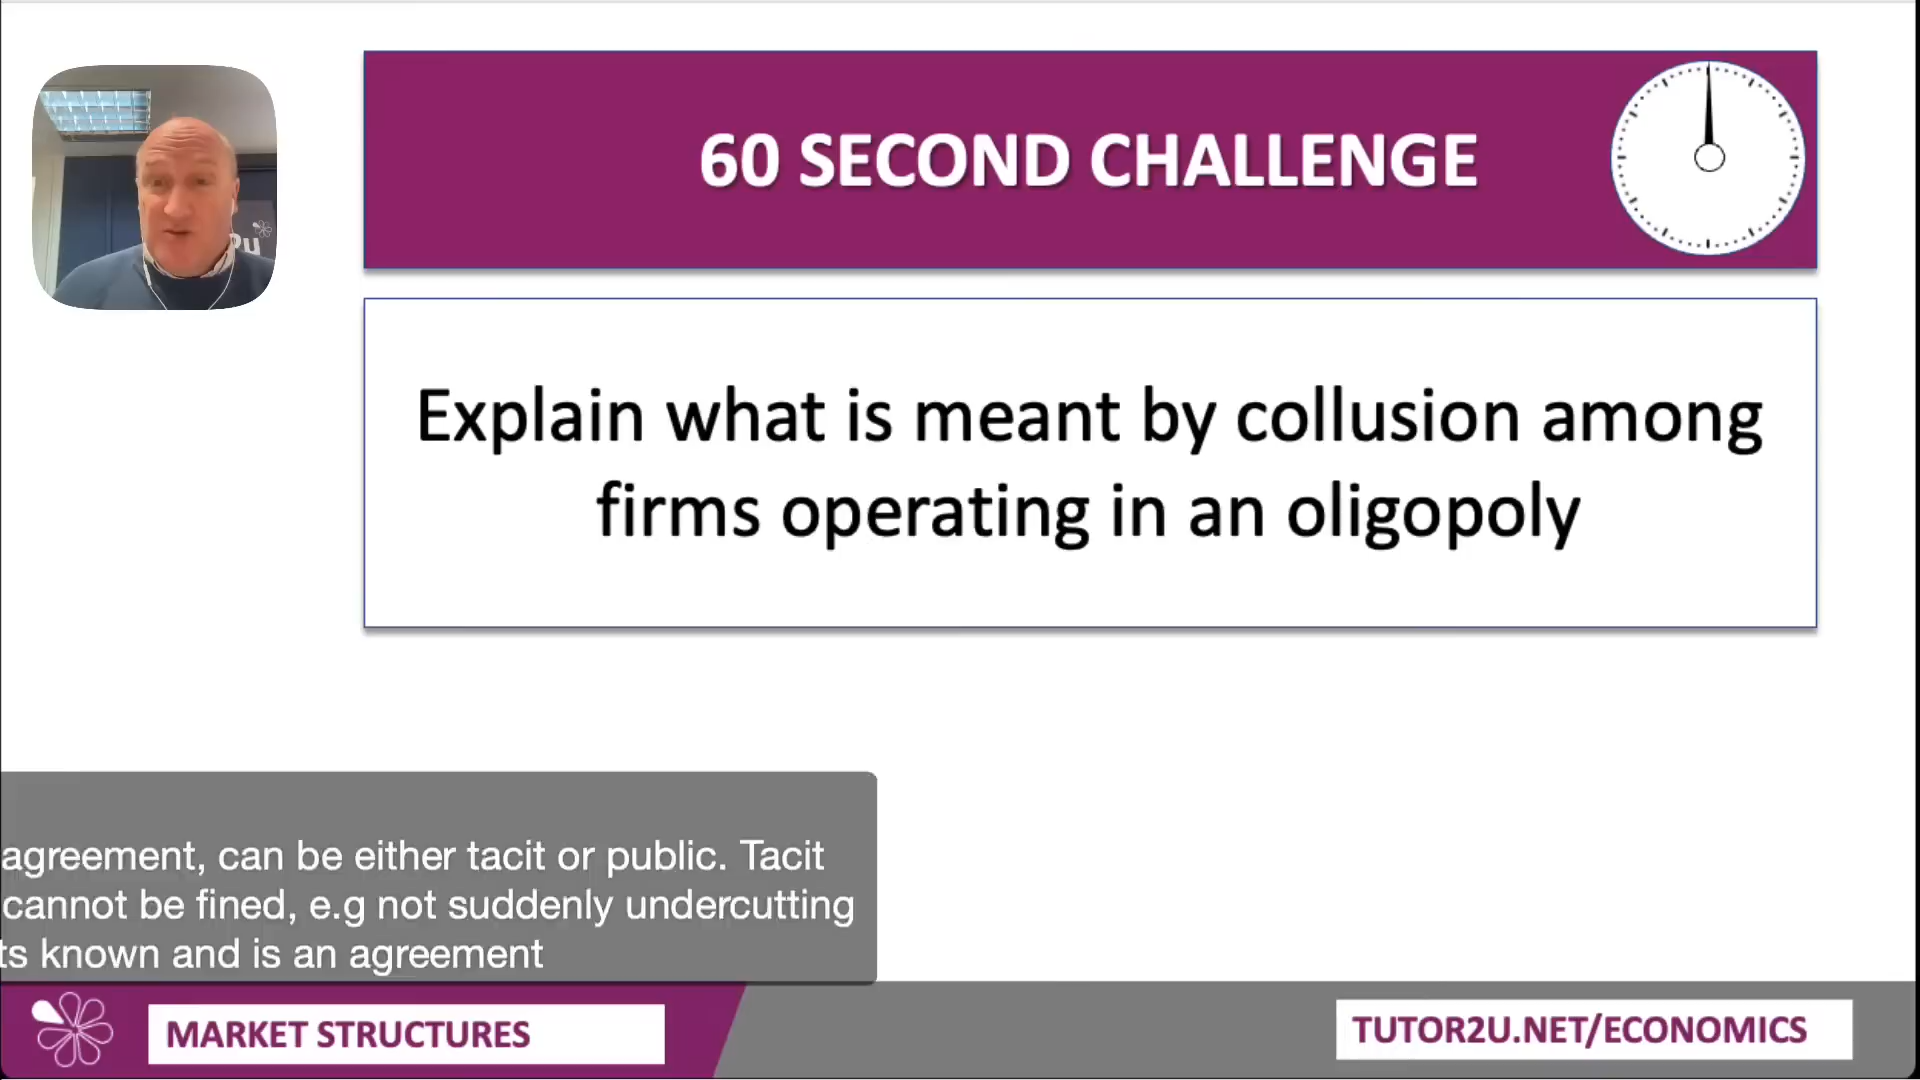 60 SECOND CHALLENGE
Explain what is meant by collusion among
firms operating in an oligopoly
agreement, can be either tacit or public. Tacit
cannot be fined, e.g not suddenly undercutting
ts known and is an agreement
MARKET STRUCTURES
TUTOR2U.NET/ECONOMICS